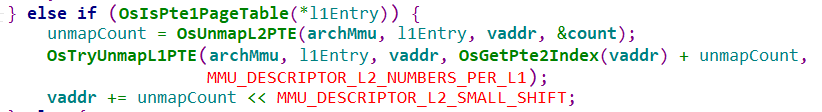 } else if (OsIsPte1PageTable(*l1Entry)) {
unmapCount = OsUnmapL2PTE(archMmu, l1Entry, vaddr, &count);
OsTryUnmapL1PTE(archMmu, l1Entry, vaddr, OsGetPte2Index(vaddr) + unmapCount,
MMU_DESCRIPTOR_L2_NUMBERS_PER_L1);
vaddr += unmapCount << MMU_DESCRIPTOR_L2_SMALL_SHIFT;